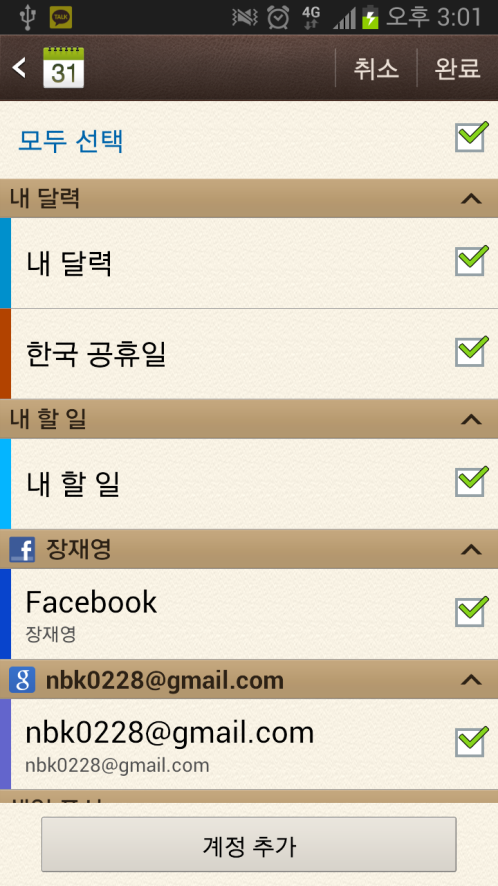 TALK
4G
오후 3:01
31
취소
완료
모두 선택
내 달력
내 달력
한국 공휴일
내 할 일
내 할 일
장재영
Facebook
장재영
nbk0228@gmail.com
nbk0228@gmail.com
nbk0228@gmail.com
계정 추가